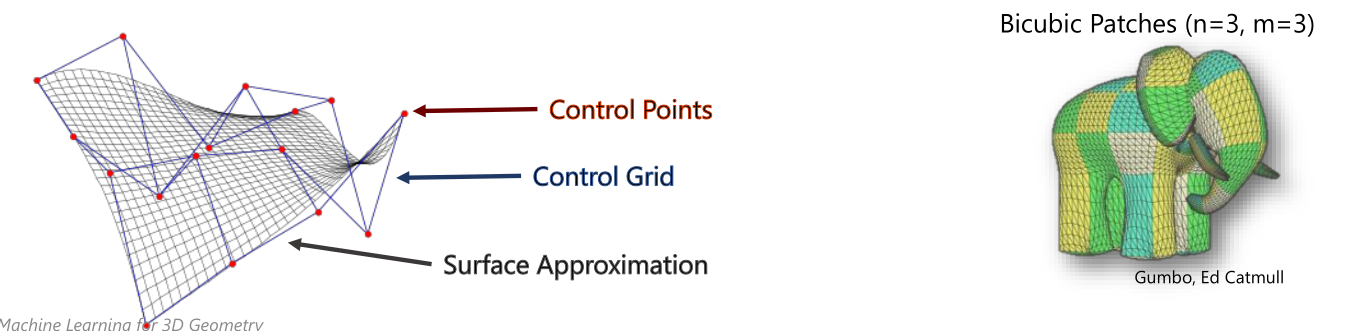 Bicubic Patches (n=3, m=3)
Control Points
Control Grid
Surface Approximation
Gumbo, Ed Catmull
Machine Learning for 3D Geometry